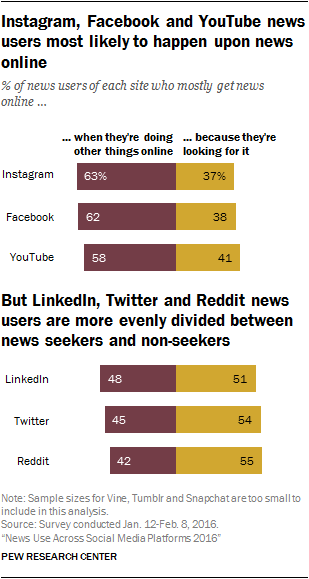 Instagram, Facebook and YouTube news
users most likely to happen upon news
online
% of news users of each site who mostly get news
online ...
... when they're doing
other things online
... because they're
looking for it
Instagram 63% 37%
Facebook 62 38
YouTube 58 41
But LinkedIn, Twitter and Reddit news
users are more evenly divided between
news seekers and non-seekers
LinkedIn 48 51
Twitter 45 54
Reddit 42 55
Note: Sample sizes for Vine, Tumblr and Snapchat are too small to
include in this analysis.
Source: Survey conducted Jan. 12-Feb. 8, 2016.
"News Use Across Social Media Platforms 2016"
PEW RESEARCH CENTER